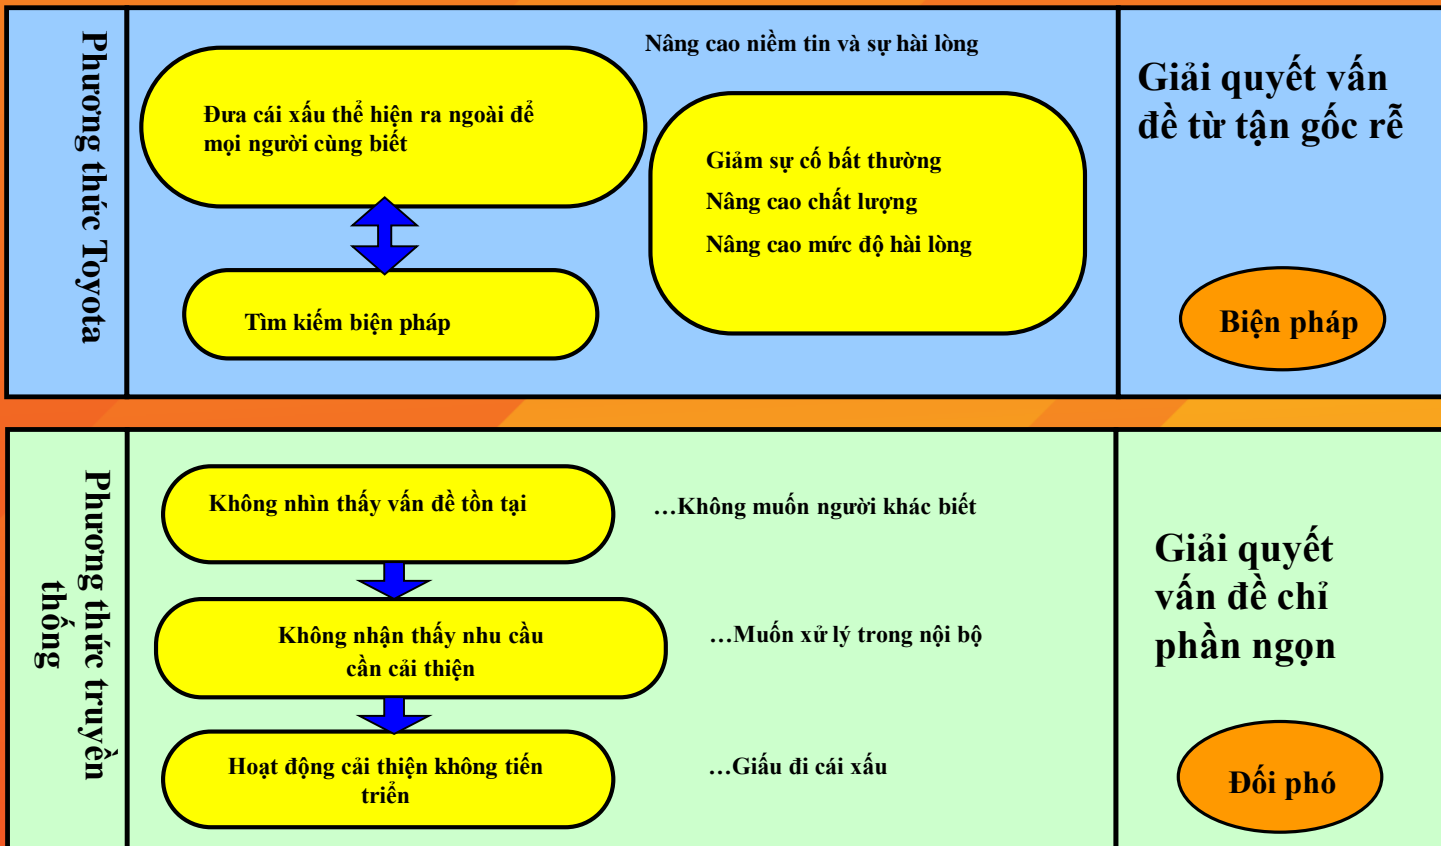 Phương thức Toyota
Nâng cao niềm tin và sự hài lòng
Đưa cái xấu thể hiện ra ngoài để
mọi người cùng biết
Giảm sự cố bất thường
Nâng cao chất lượng
Nâng cao mức độ hài lòng
Tìm kiếm biện pháp
Giải quyết vấn
đề từ tận gốc rễ
Biện pháp
Phương thức truyền
thống
Không nhìn thấy vấn đề tồn tại
…Không muốn người khác biết
Không nhận thấy nhu cầu
cần cải thiện
…Muốn xử lý trong nội bộ
Hoạt động cải thiện không tiến
triển
…Giấu đi cái xấu
Giải quyết
vấn đề chỉ
phần ngọn
Đối phó